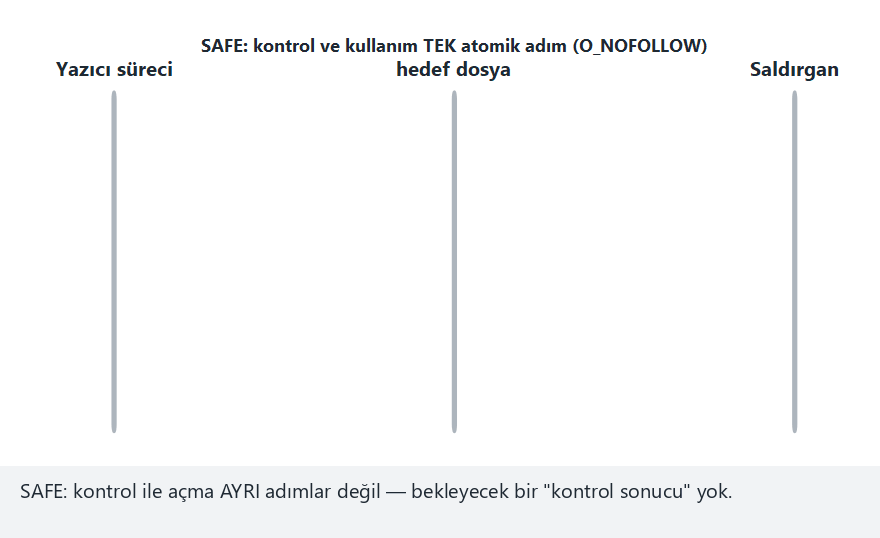 SAFE: kontrol ve kullanım TEK atomik adım (O_NOFOLLOW)
Yazıcı süreci
hedef dosya
Saldırgan
SAFE: kontrol ile açma AYRI adımlar değil — bekleyecek bir "kontrol sonucu" yok.